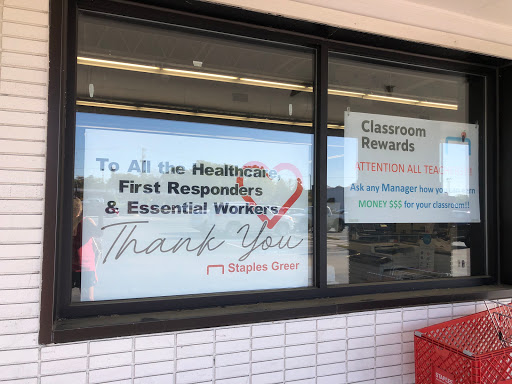 To All the Healthcare,
First Responders
& Essential Workers
Thank You
Staples Greer
Classroom
Rewards
ATTENTION ALL
Ask any Manager how you
MONEY $$$ for your classroom!!